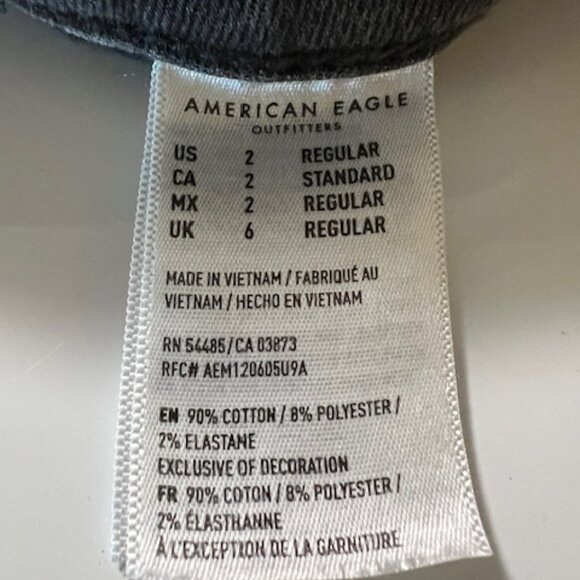 AMERICAN EAGLE
OUTFITTERS
US 2 REGULAR
CA 2 STANDARD
MX 2 REGULAR
UK 6 REGULAR
MADE IN VIETNAM / FABRIQUÉ AU
VIETNAM / HECHO EN VIETNAM
RN 54485/CA 03873
RFC# AEM120605U9A
EN 90% COTTON / 8% POLYESTER /
2% ELASTANE
EXCLUSIVE OF DECORATION
FR 90% COTON / 8% POLYESTER /
2% ÉLASTHANNE
À L'EXCEPTION DE LA GARNITURE